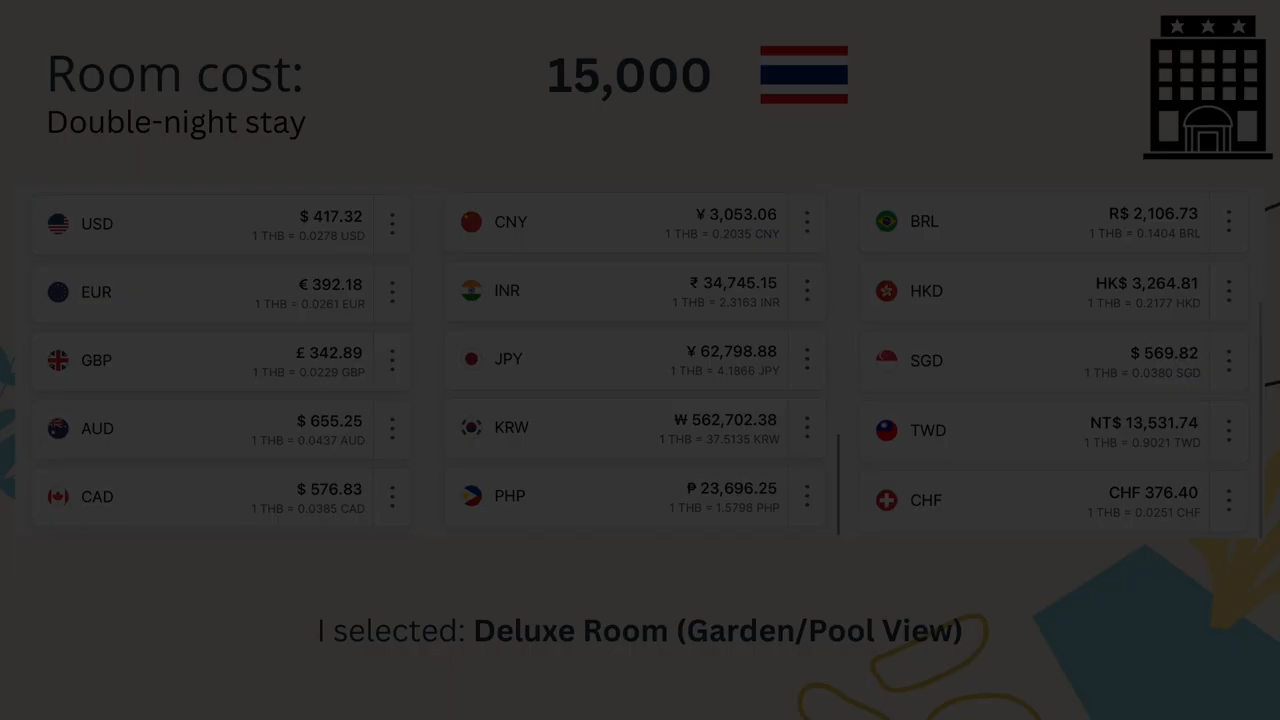 Room cost:
15,000
Double-night stay
USD
$ 417.32
1 THB = 0.0278 USD
EUR
€ 392.18
1 THB = 0.0261 EUR
GBP
£ 342.89
1 THB = 0.0229 GBP
AUD
$ 655.25
1 THB = 0.0437 AUD
CAD
$ 576.83
1 THB = 0.0385 CAD
CNY
¥ 3,053.06
1 THB = 0.2035 CNY
INR
₹ 34,745.15
1 THB = 2.3163 INR
JPY
¥ 62,798.88
1 THB = 4.1866 JPY
KRW
₩ 562,702.38
1 THB = 37.5135 KRW
PHP
₱ 23,696.25
1 THB = 1.5798 PHP
BRL
R$ 2,106.73
1 THB = 0.1404 BRL
HKD
HK$ 3,264.81
1 THB = 0.2177 HKD
SGD
$ 569.82
1 THB = 0.0380 SGD
TWD
NT$ 13,531.74
1 THB = 0.9021 TWD
CHF
CHF 376.40
1 THB = 0.0251 CHF
I selected: Deluxe Room (Garden/Pool View)